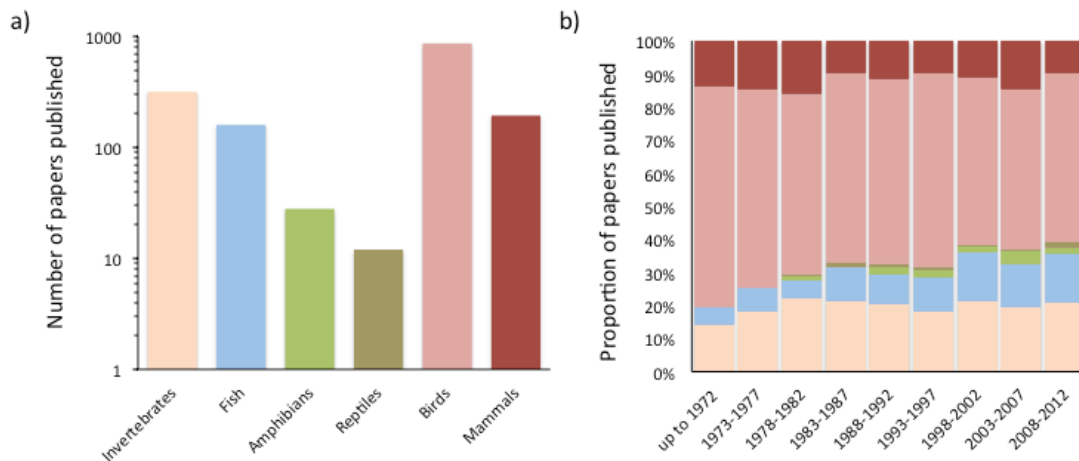 a)
Number of papers published
1000
100
10
1
Invertebrates
Fish
Amphibians
Reptiles
Birds
Mammals
b)
Proportion of papers published
100%
90%
80%
70%
60%
50%
40%
30%
20%
10%
0%
up to 1972
1973-1977
1978-1982
1983-1987
1988-1992
1993-1997
1998-2002
2003-2007
2008-2012